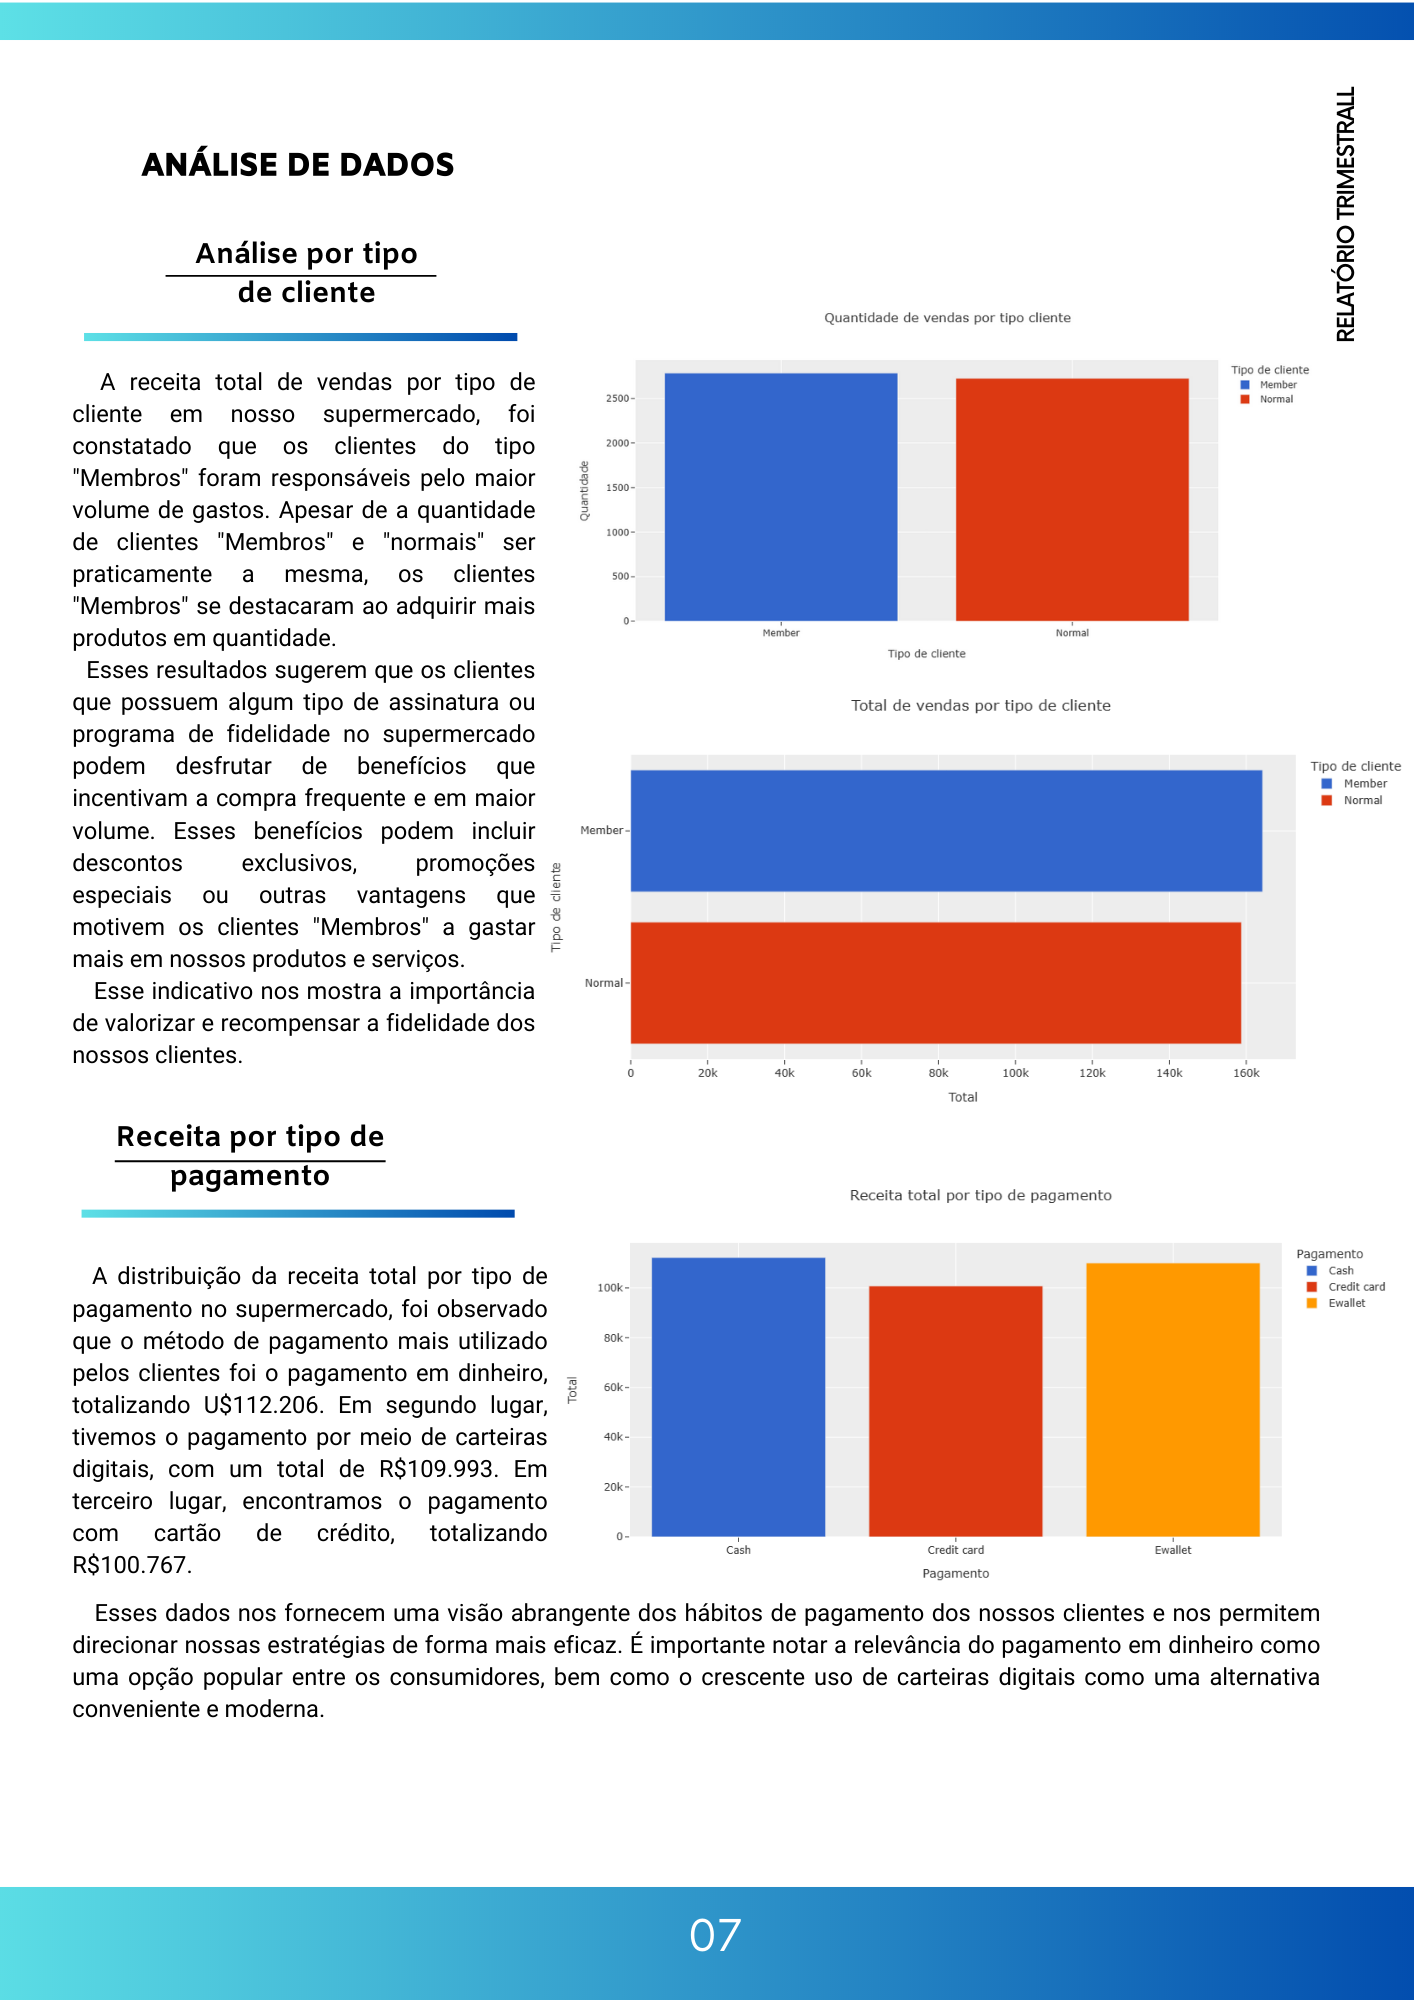 RELATÓRIO TRIMESTRALL
ANÁLISE DE DADOS
Análise por tipo
de cliente
A receita total de vendas por tipo de
cliente em nosso supermercado, foi
constatado que os clientes do tipo
"Membros" foram responsáveis pelo maior
volume de gastos. Apesar de a quantidade
de clientes "Membros" e "normais" ser
praticamente a mesma, os clientes
"Membros" se destacaram ao adquirir mais
produtos em quantidade.
Esses resultados sugerem que os clientes
que possuem algum tipo de assinatura ou
programa de fidelidade no supermercado
podem desfrutar de benefícios que
incentivam a compra frequente e em maior
volume. Esses benefícios podem incluir
descontos exclusivos, promoções
especiais ou outras vantagens que
motivem os clientes "Membros" a gastar
mais em nossos produtos e serviços.
Esse indicativo nos mostra a importância
de valorizar e recompensar a fidelidade dos
nossos clientes.
Quantidade de vendas por tipo cliente
Tipo de cliente
Member
Normal
2500
2000
1500
1000
500
0
Quantidade
Member
Normal
Tipo de cliente
Total de vendas por tipo de cliente
Tipo de cliente
Member
Normal
Member
Normal
Tipo de cliente
0 20k 40k 60k 80k 100k 120k 140k 160k
Total
Receita por tipo de
pagamento
A distribuição da receita total por tipo de
pagamento no supermercado, foi observado
que o método de pagamento mais utilizado
pelos clientes foi o pagamento em dinheiro,
totalizando U$112.206. Em segundo lugar,
tivemos o pagamento por meio de carteiras
digitais, com um total de R$109.993. Em
terceiro lugar, encontramos o pagamento
com cartão de crédito, totalizando
R$100.767.
Receita total por tipo de pagamento
Pagamento
Cash
Credit card
Ewallet
100k
80k
60k
40k
20k
0
Total
Cash
Credit card
Ewallet
Pagamento
Esses dados nos fornecem uma visão abrangente dos hábitos de pagamento dos nossos clientes e nos permitem
direcionar nossas estratégias de forma mais eficaz. É importante notar a relevância do pagamento em dinheiro como
uma opção popular entre os consumidores, bem como o crescente uso de carteiras digitais como uma alternativa
conveniente e moderna.
07